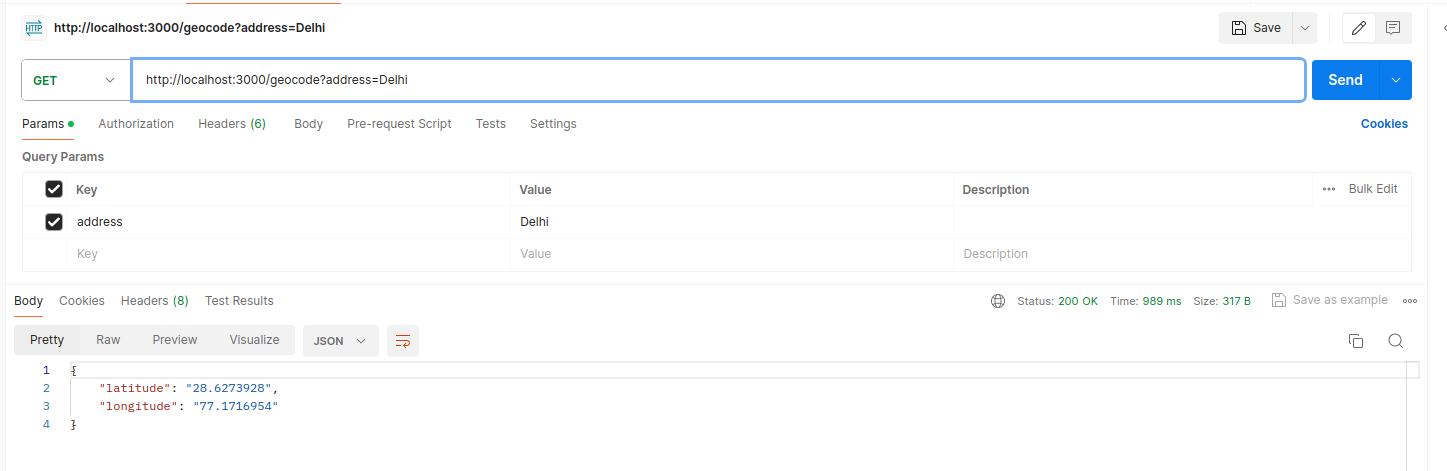 HTTP http://localhost:3000/geocode?address=Delhi Save
GET http://localhost:3000/geocode?address=Delhi Send
Params Authorization Headers (6) Body Pre-request Script Tests Settings Cookies
Query Params
Key Value Description Bulk Edit
address Delhi
Key Value Description
Body Cookies Headers (8) Test Results Status: 200 OK Time: 989 ms Size: 317 B Save as example
Pretty Raw Preview Visualize JSON
1 {
2 "latitude": "28.6273928",
3 "longitude": "77.1716954"
4 }